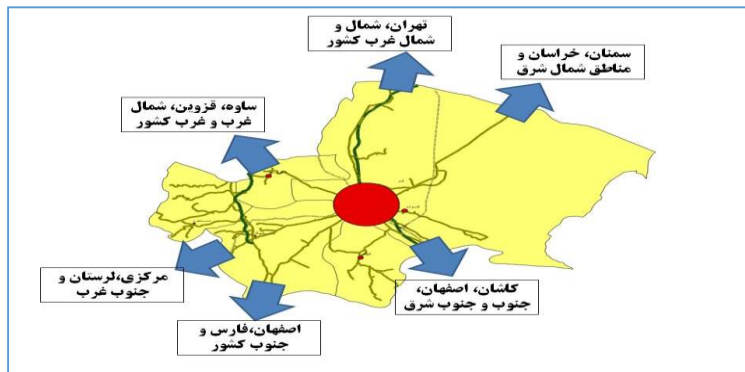 تهران، شمال و
شمال غرب کشور
سمنان، خراسان و
مناطق شمال شرق
ساوه، قزوین، شمال
غرب و غرب کشور
مرکزی،لرستان و
جنوب غرب
کاشان، اصفهان،
جنوب و جنوب شرق
اصفهان،فارس و
جنوب کشور